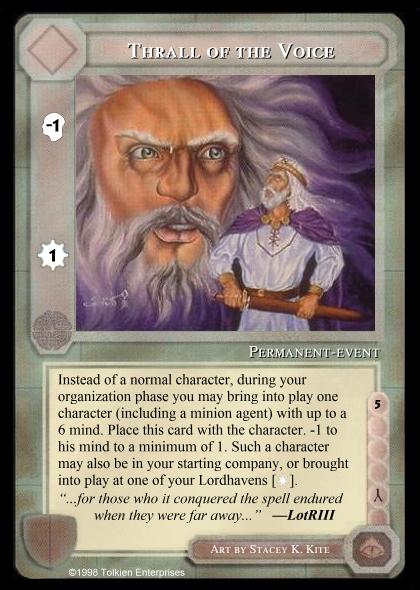 Thrall of the Voice
-1
1
Permanent-event
Instead of a normal character, during your
organization phase you may bring into play one
character (including a minion agent) with up to a
6 mind. Place this card with the character. -1 to
his mind to a minimum of 1. Such a character
may also be in your starting company, or brought
into play at one of your Lordhavens [ ].
“...for those who it conquered the spell endured
when they were far away...” —LotRIII
5
Art by Stacey K. Kite
©1998 Tolkien Enterprises